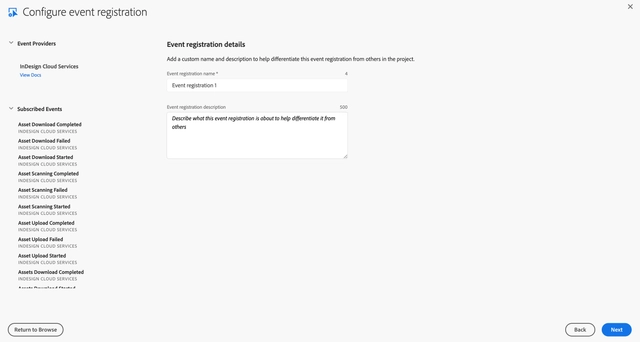 Configure event registration
Event Providers
InDesign Cloud Services
View Docs
Subscribed Events
Asset Download Completed
INDESIGN CLOUD SERVICES
Asset Download Failed
INDESIGN CLOUD SERVICES
Asset Download Started
INDESIGN CLOUD SERVICES
Asset Scanning Completed
INDESIGN CLOUD SERVICES
Asset Scanning Failed
INDESIGN CLOUD SERVICES
Asset Scanning Started
INDESIGN CLOUD SERVICES
Asset Upload Completed
INDESIGN CLOUD SERVICES
Asset Upload Failed
INDESIGN CLOUD SERVICES
Asset Upload Started
INDESIGN CLOUD SERVICES
Assets Download Completed
INDESIGN CLOUD SERVICES
Assets Download Started
Event registration details
Add a custom name and description to help differentiate this event registration from others in the project.
Event registration name * 4
Event registration 1
Event registration description 500
Describe what this event registration is about to help differentiate it from
others
Return to Browse
Back
Next